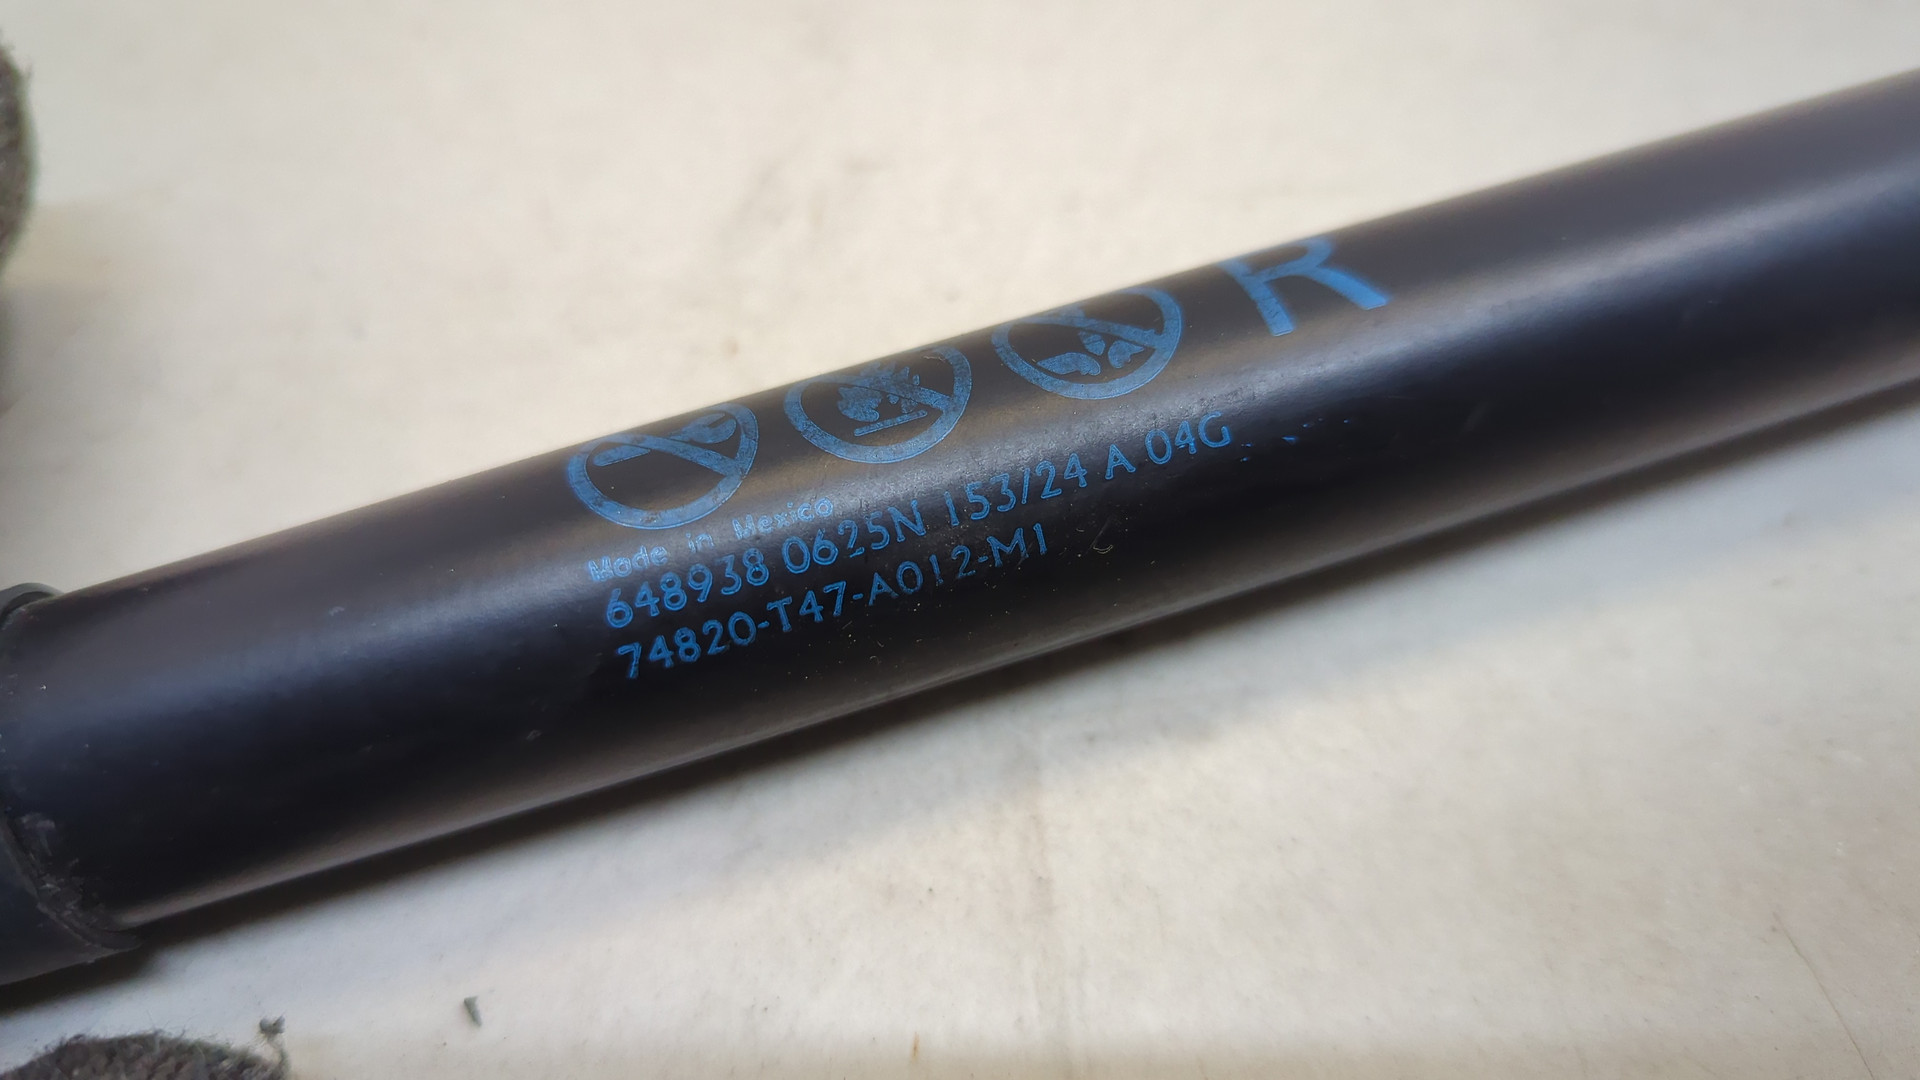 R
Made in Mexico
648938 0625N 153/24 A 04G
74820-T47-A012-M1